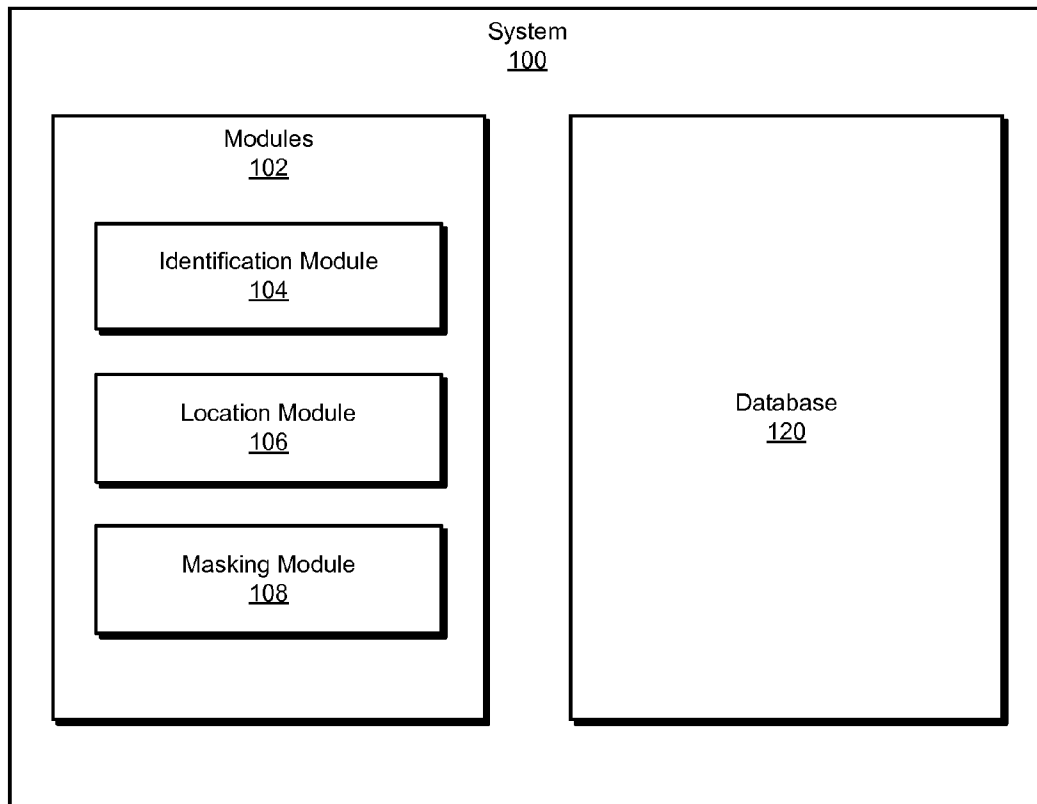 System
100
Modules
102
Identification Module
104
Location Module
106
Masking Module
108
Database
120